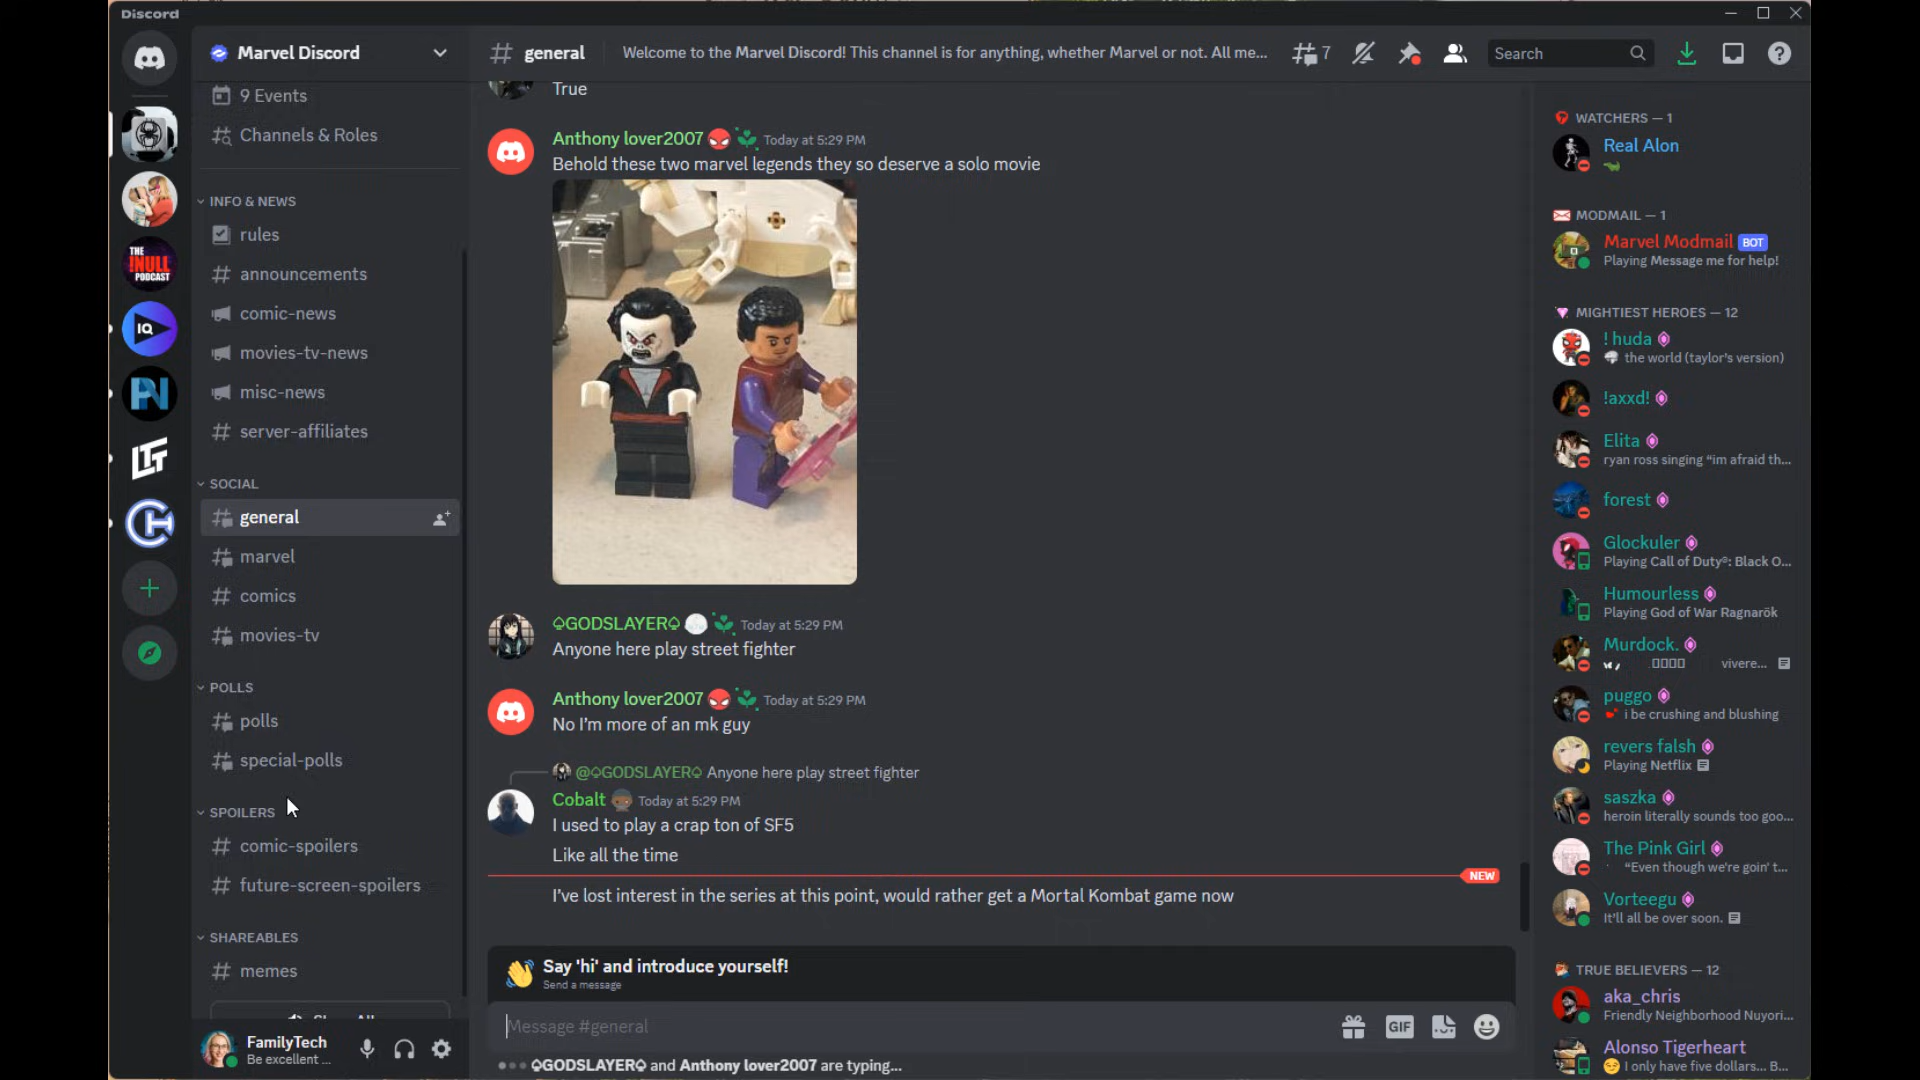 Discord
Marvel Discord
general
Welcome to the Marvel Discord! This channel is for anything, whether Marvel or not. All me...
7
Search
9 Events
Channels & Roles
INFO & NEWS
rules
announcements
comic-news
movies-tv-news
misc-news
server-affiliates
SOCIAL
general
marvel
comics
movies-tv
POLLS
polls
special-polls
SPOILERS
comic-spoilers
future-screen-spoilers
SHAREABLES
memes
FamilyTech
Be excellent ...
THE
!NULL
PODCAST
IQ
PN
LTT
True
Anthony lover2007 Today at 5:29 PM
Behold these two marvel legends they so deserve a solo movie
♤GODSLAYER♤ Today at 5:29 PM
Anyone here play street fighter
Anthony lover2007 Today at 5:29 PM
No I'm more of an mk guy
@♤GODSLAYER♤ Anyone here play street fighter
Cobalt Today at 5:29 PM
I used to play a crap ton of SF5
Like all the time
NEW
I've lost interest in the series at this point, would rather get a Mortal Kombat game now
Say 'hi' and introduce yourself!
Send a message
Message #general
GIF
♤GODSLAYER♤ and Anthony lover2007 are typing...
WATCHERS — 1
Real Alon
MODMAIL — 1
Marvel Modmail BOT
Playing Message me for help!
MIGHTIEST HEROES — 12
! huda
the world (taylor's version)
!axxd!
Elita
ryan ross singing "im afraid th...
forest
Glockuler
Playing Call of Duty®: Black O...
Humourless
Playing God of War Ragnarök
Murdock.
vivere...
puggo
i be crushing and blushing
revers falsh
Playing Netflix
saszka
heroin literally sounds too goo...
The Pink Girl
"Even though we're goin' t...
Vorteegu
It'll all be over soon.
TRUE BELIEVERS — 12
aka_chris
Friendly Neighborhood Nuyori...
Alonso Tigerheart
I only have five dollars... B...